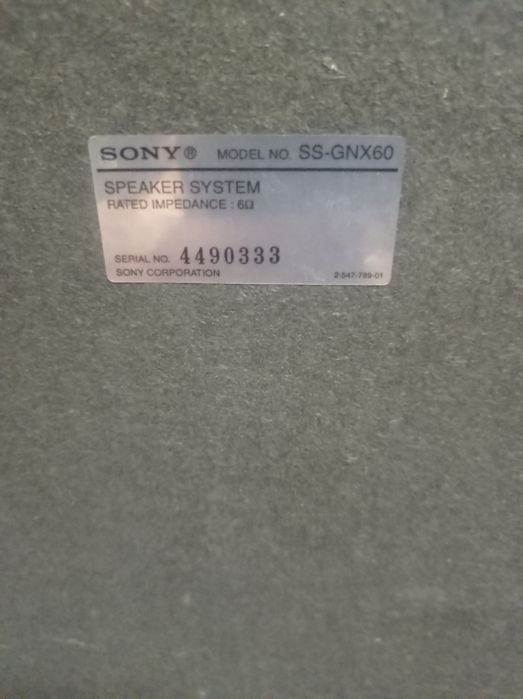 SONY® MODEL NO. SS-GNX60
SPEAKER SYSTEM
RATED IMPEDANCE : 6Ω
SERIAL NO. 4490333
SONY CORPORATION 2-547-789-01